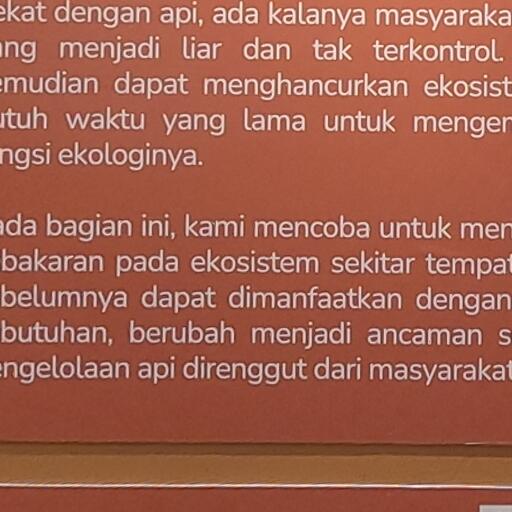 ekat dengan api, ada kalanya masyaraka
ang menjadi liar dan tak terkontrol.
emudian dapat menghancurkan ekosist
utuh waktu yang lama untuk menger
ngsi ekologinya.
ada bagian ini, kami mencoba untuk men
bakaran pada ekosistem sekitar tempat
belumnya dapat dimanfaatkan dengan
butuhan, berubah menjadi ancaman s
engelolaan api direnggut dari masyarakat